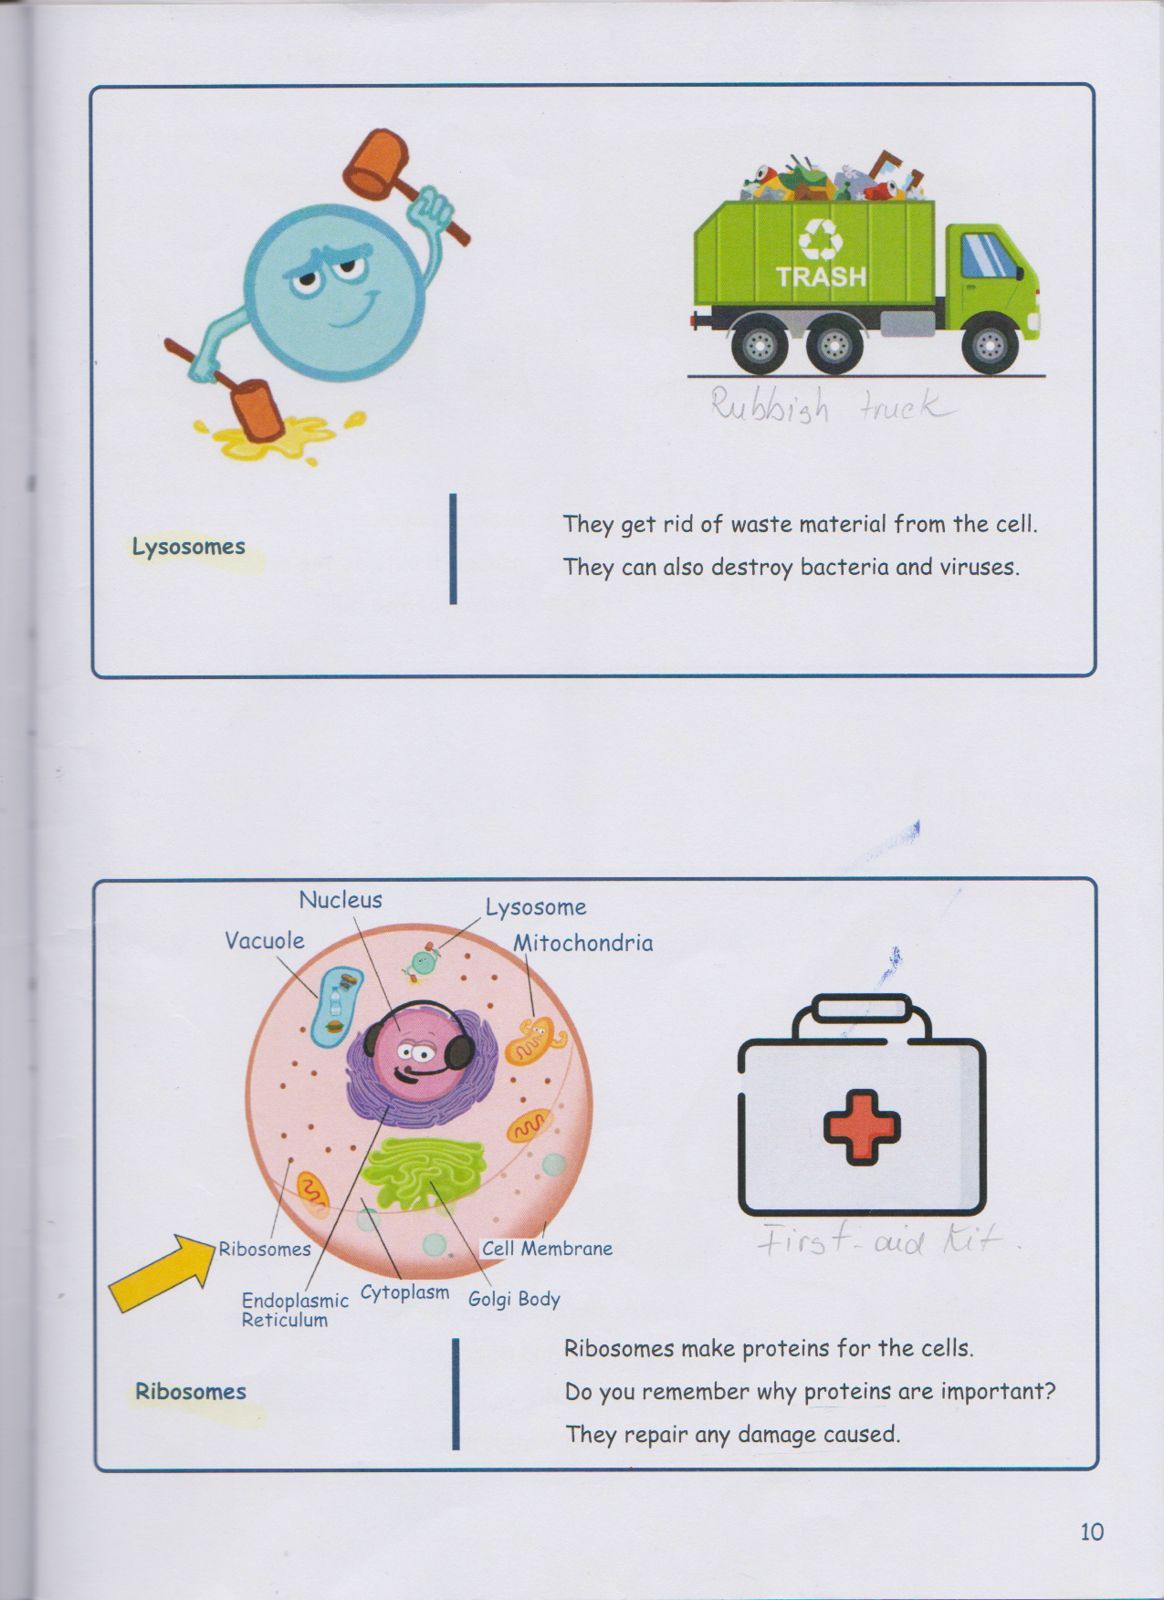 TRASH
Rubbish truck
Lysosomes
They get rid of waste material from the cell.
They can also destroy bacteria and viruses.
Nucleus
Lysosome
Vacuole
Mitochondria
Ribosomes
Cell Membrane
Endoplasmic
Reticulum
Cytoplasm
Golgi Body
First-aid Kit.
Ribosomes
Ribosomes make proteins for the cells.
Do you remember why proteins are important?
They repair any damage caused.
10